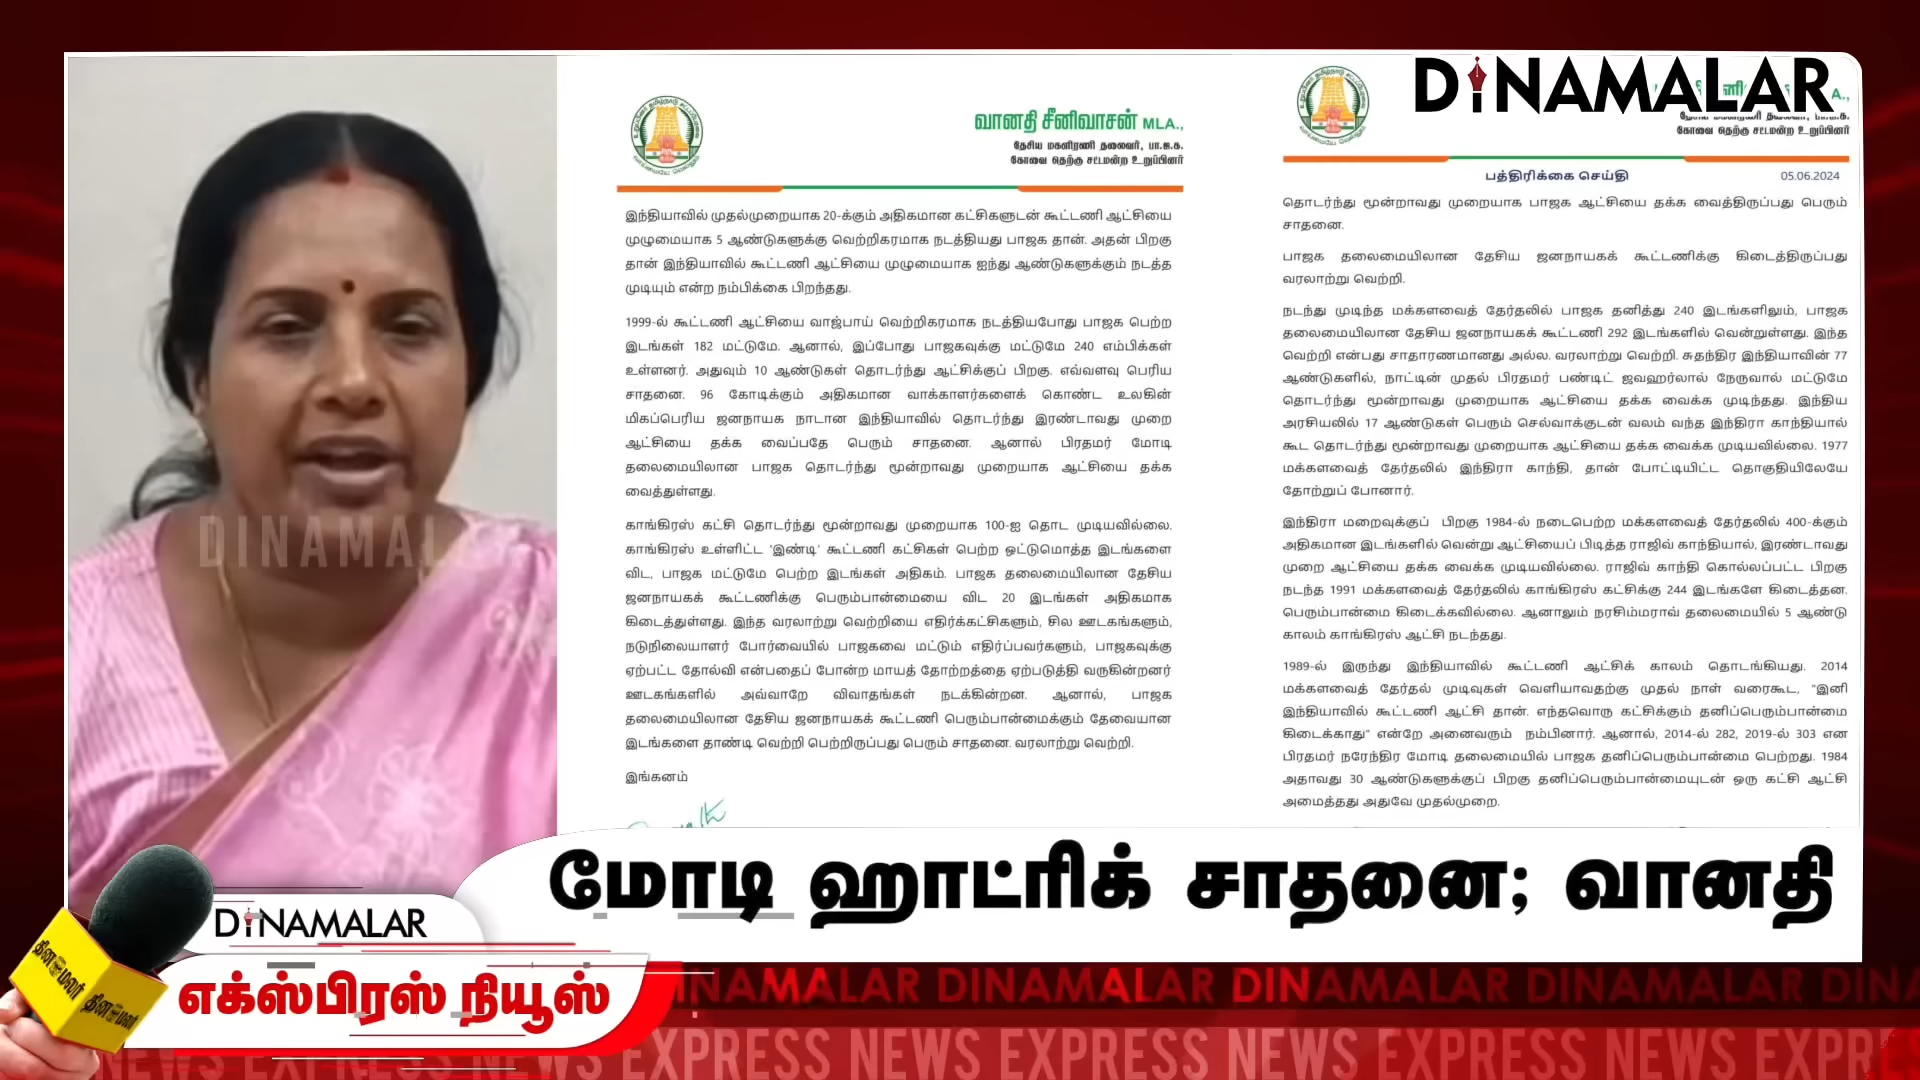 DINAMALAR
வானதி சீனிவாசன் MLA.,
தேசிய மகளிரணி தலைவர், பா.ஜ.க.
கோவை தெற்கு சட்டமன்ற உறுப்பினர்
இந்தியாவில் முதல்முறையாக 20-க்கும் அதிகமான கட்சிகளுடன் கூட்டணி ஆட்சியை
முழுமையாக 5 ஆண்டுகளுக்கு வெற்றிகரமாக நடத்தியது பாஜக தான். அதன் பிறகு
தான் இந்தியாவில் கூட்டணி ஆட்சியை முழுமையாக ஐந்து ஆண்டுகளுக்கும் நடத்த
முடியும் என்ற நம்பிக்கை பிறந்தது.
1999-ல் கூட்டணி ஆட்சியை வாஜ்பாய் வெற்றிகரமாக நடத்தியபோது பாஜக பெற்ற
இடங்கள் 182 மட்டுமே. ஆனால், இப்போது பாஜகவுக்கு மட்டுமே 240 எம்பிக்கள்
உள்ளனர். அதுவும் 10 ஆண்டுகள் தொடர்ந்து ஆட்சிக்குப் பிறகு. எவ்வளவு பெரிய
சாதனை. 96 கோடிக்கும் அதிகமான வாக்காளர்களைக் கொண்ட உலகின்
மிகப்பெரிய ஜனநாயக நாடான இந்தியாவில் தொடர்ந்து இரண்டாவது முறை
ஆட்சியை தக்க வைப்பதே பெரும் சாதனை. ஆனால் பிரதமர் மோடி
தலைமையிலான பாஜக தொடர்ந்து மூன்றாவது முறையாக ஆட்சியை தக்க
வைத்துள்ளது.
காங்கிரஸ் கட்சி தொடர்ந்து மூன்றாவது முறையாக 100-ஐ தொட முடியவில்லை.
காங்கிரஸ் உள்ளிட்ட 'இண்டி' கூட்டணி கட்சிகள் பெற்ற ஒட்டுமொத்த இடங்களை
விட, பாஜக மட்டுமே பெற்ற இடங்கள் அதிகம். பாஜக தலைமையிலான தேசிய
ஜனநாயகக் கூட்டணிக்கு பெரும்பான்மையை விட 20 இடங்கள் அதிகமாக
கிடைத்துள்ளது. இந்த வரலாற்று வெற்றியை எதிர்க்கட்சிகளும், சில ஊடகங்களும்,
நடுநிலையாளர் போர்வையில் பாஜகவை மட்டும் எதிர்ப்பவர்களும், பாஜகவுக்கு
ஏற்பட்ட தோல்வி என்பதைப் போன்ற மாயத் தோற்றத்தை ஏற்படுத்தி வருகின்றனர்
ஊடகங்களில் அவ்வாறே விவாதங்கள் நடக்கின்றன. ஆனால், பாஜக
தலைமையிலான தேசிய ஜனநாயகக் கூட்டணி பெரும்பான்மைக்கும் தேவையான
இடங்களை தாண்டி வெற்றி பெற்றிருப்பது பெரும் சாதனை. வரலாற்று வெற்றி.
இங்கனம்
கோவை தெற்கு சட்டமன்ற உறுப்பினர்
பத்திரிக்கை செய்தி 05.06.2024
தொடர்ந்து மூன்றாவது முறையாக பாஜக ஆட்சியை தக்க வைத்திருப்பது பெரும்
சாதனை.
பாஜக தலைமையிலான தேசிய ஜனநாயகக் கூட்டணிக்கு கிடைத்திருப்பது
வரலாற்று வெற்றி.
நடந்து முடிந்த மக்களவைத் தேர்தலில் பாஜக தனித்து 240 இடங்களிலும், பாஜக
தலைமையிலான தேசிய ஜனநாயகக் கூட்டணி 292 இடங்களில் வென்றுள்ளது. இந்த
வெற்றி என்பது சாதாரணமானது அல்ல. வரலாற்று வெற்றி. சுதந்திர இந்தியாவின் 77
ஆண்டுகளில், நாட்டின் முதல் பிரதமர் பண்டிட் ஜவஹர்லால் நேருவால் மட்டுமே
தொடர்ந்து மூன்றாவது முறையாக ஆட்சியை தக்க வைக்க முடிந்தது. இந்திய
அரசியலில் 17 ஆண்டுகள் பெரும் செல்வாக்குடன் வலம் வந்த இந்திரா காந்தியால்
கூட தொடர்ந்து மூன்றாவது முறையாக ஆட்சியை தக்க வைக்க முடியவில்லை. 1977
மக்களவைத் தேர்தலில் இந்திரா காந்தி, தான் போட்டியிட்ட தொகுதியிலேயே
தோற்றுப் போனார்.
இந்திரா மறைவுக்குப் பிறகு 1984-ல் நடைபெற்ற மக்களவைத் தேர்தலில் 400-க்கும்
அதிகமான இடங்களில் வென்று ஆட்சியைப் பிடித்த ராஜிவ் காந்தியால், இரண்டாவது
முறை ஆட்சியை தக்க வைக்க முடியவில்லை. ராஜிவ் காந்தி கொல்லப்பட்ட பிறகு
நடந்த 1991 மக்களவைத் தேர்தலில் காங்கிரஸ் கட்சிக்கு 244 இடங்களே கிடைத்தன.
பெரும்பான்மை கிடைக்கவில்லை. ஆனாலும் நரசிம்மராவ் தலைமையில் 5 ஆண்டு
காலம் காங்கிரஸ் ஆட்சி நடந்தது.
1989-ல் இருந்து இந்தியாவில் கூட்டணி ஆட்சிக் காலம் தொடங்கியது. 2014
மக்களவைத் தேர்தல் முடிவுகள் வெளியாவதற்கு முதல் நாள் வரைகூட, "இனி
இந்தியாவில் கூட்டணி ஆட்சி தான். எந்தவொரு கட்சிக்கும் தனிப்பெரும்பான்மை
கிடைக்காது" என்றே அனைவரும் நம்பினார். ஆனால், 2014-ல் 282, 2019-ல் 303 என
பிரதமர் நரேந்திர மோடி தலைமையில் பாஜக தனிப்பெரும்பான்மை பெற்றது. 1984
அதாவது 30 ஆண்டுகளுக்குப் பிறகு தனிப்பெரும்பான்மையுடன் ஒரு கட்சி ஆட்சி
அமைத்தது அதுவே முதல்முறை.
மோடி ஹாட்ரிக் சாதனை; வானதி
DINAMALAR
எக்ஸ்பிரஸ் நியூஸ்
தின மலர்
DINAMALAR DINAMALAR DINAMALAR
NEWS EXPRESS NEWS EXPRESS NEWS EXPRESS NEWS